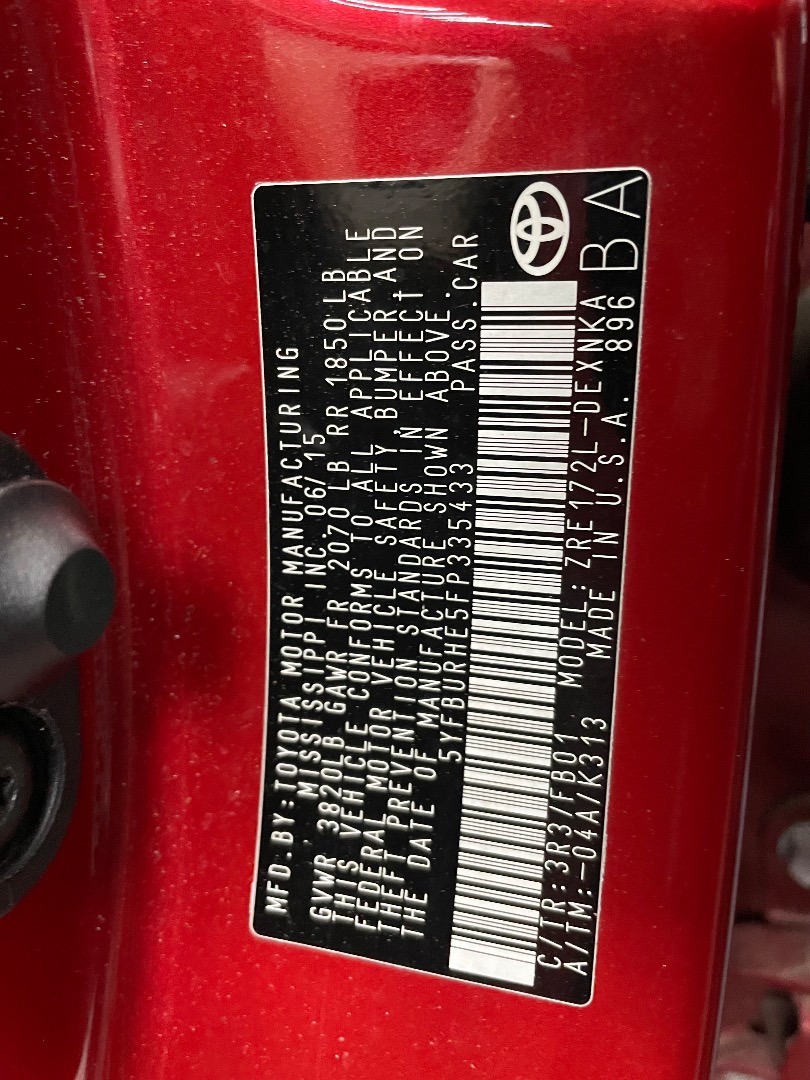 MFD.BY:TOYOTA MOTOR MANUFACTURING
MISSISSIPPI INC. 06/15
GVWR 3820LB GAWR FR 2070 LB RR 1850LB
THIS VEHICLE CONFORMS TO ALL APPLICABLE
FEDERAL MOTOR VEHICLE SAFETY, BUMPER, AND
THEFT PREVENTION STANDARDS IN EFFECT ON
THE DATE OF MANUFACTURE SHOWN ABOVE.
5YFBURHE5FP335433 PASS.CAR
C/TR:3R3/FB01 MODEL:ZRE172L-DEXNKA
A/TM:-04A/K313 MADE IN U.S.A. 896
BA